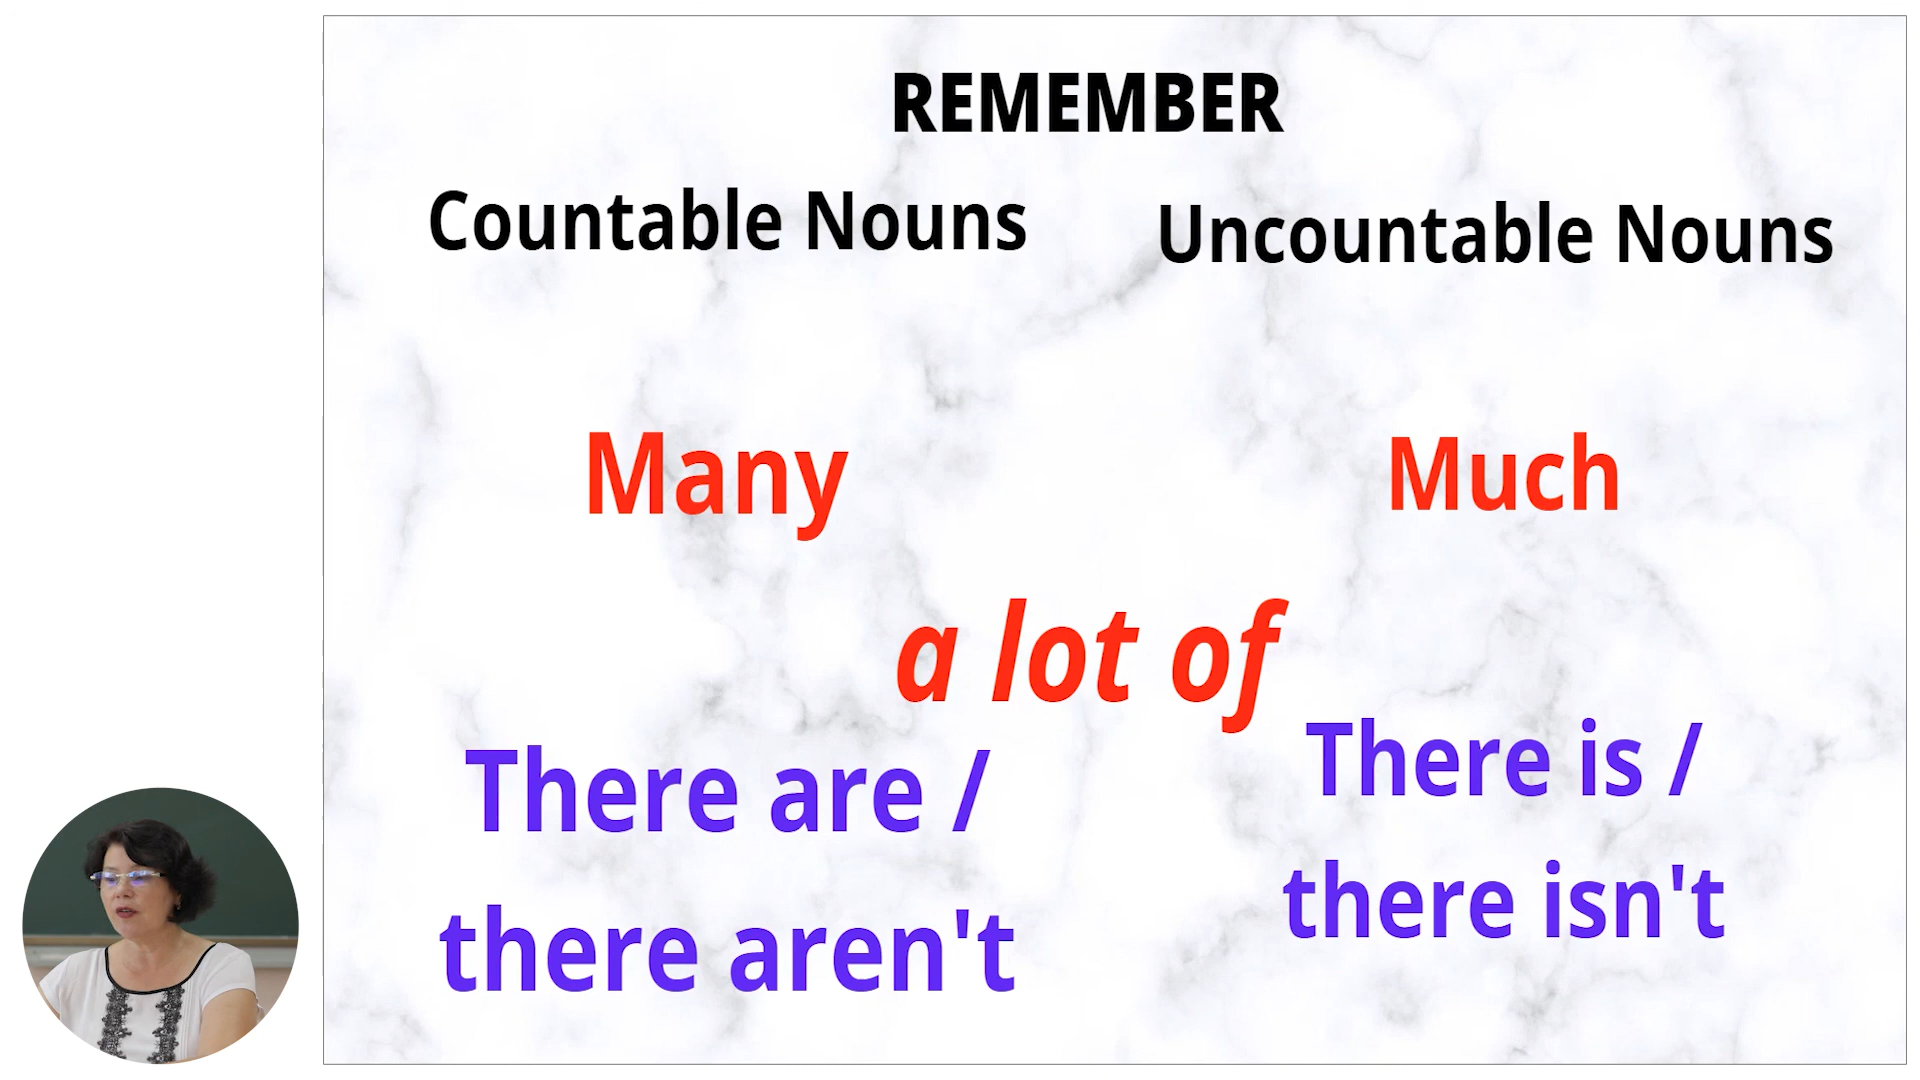 REMEMBER
Countable Nouns
Uncountable Nouns
Many
Much
a lot of
There are /
there aren't
There is /
there isn't